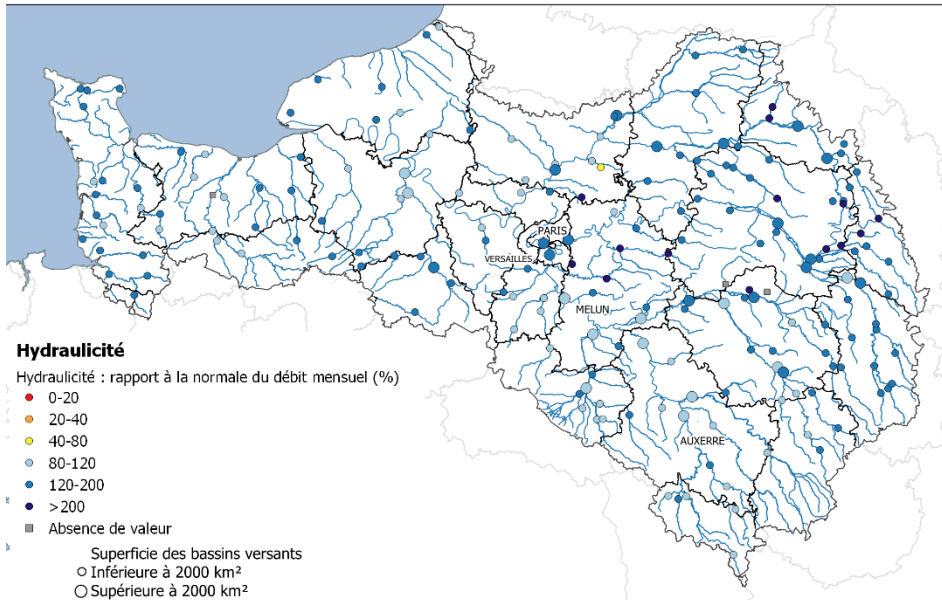 PARIS
VERSAILLES
MELUN
AUXERRE
Hydraulicité
Hydraulicité : rapport à la normale du débit mensuel (%)
0-20
20-40
40-80
80-120
120-200
>200
Absence de valeur
Superficie des bassins versants
Inférieure à 2000 km²
Supérieure à 2000 km²